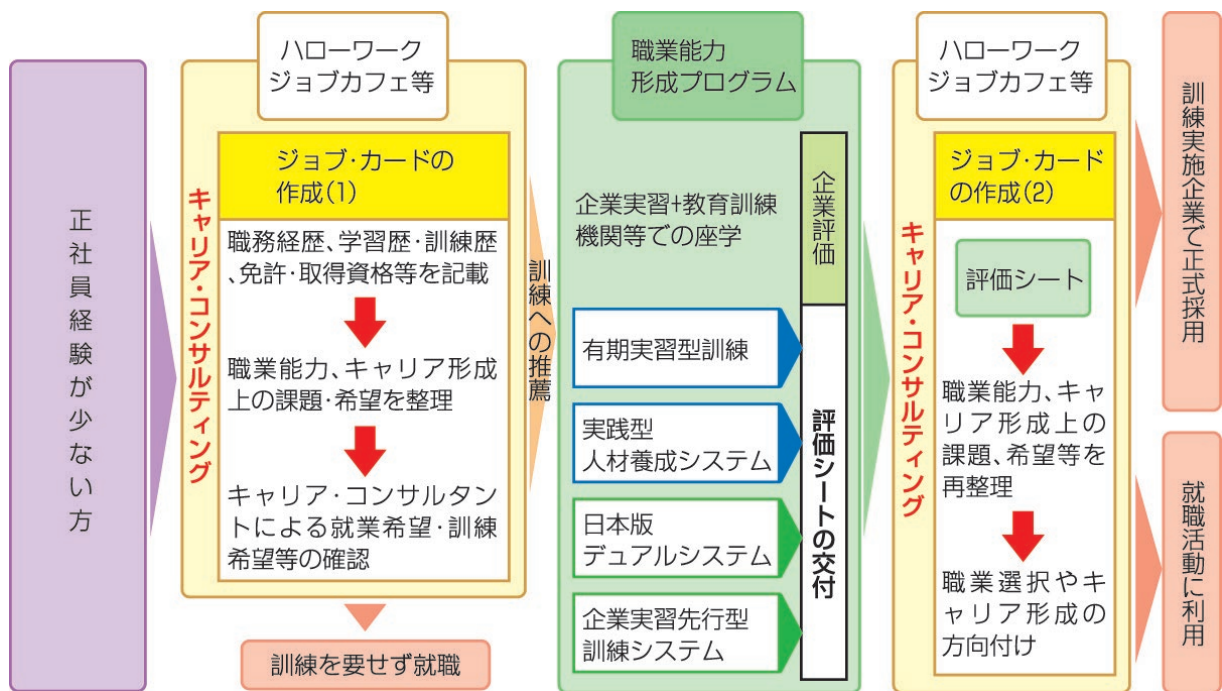 正社員経験が少ない方
ハローワーク
ジョブカフェ等
キャリア・コンサルティング
ジョブ・カードの
作成(1)
職務経歴、学習歴・訓練歴
、免許・取得資格等を記載
職業能力、キャリア形成
上の課題・希望を整理
キャリア・コンサルタン
トによる就業希望・訓練
希望等の確認
訓練を要せず就職
訓練への推薦
職業能力
形成プログラム
企業実習+教育訓練
機関等での座学
企業評価
有期実習型訓練
実践型
人材養成システム
日本版
デュアルシステム
企業実習先行型
訓練システム
評価シートの交付
ハローワーク
ジョブカフェ等
キャリア・コンサルティング
ジョブ・カード
の作成(2)
評価シート
職業能力、キャ
リア形成上の
課題、希望等を
再整理
職業選択やキ
ャリア形成の
方向付け
訓練実施企業で正式採用
就職活動に利用